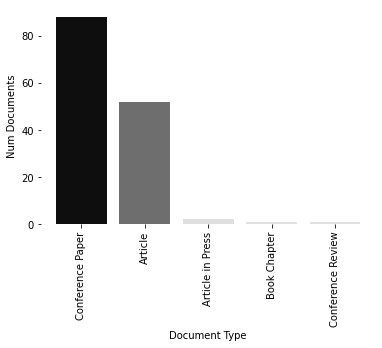 Num Documents
80
60
40
20
0
Conference Paper
Article
Article in Press
Book Chapter
Conference Review
Document Type